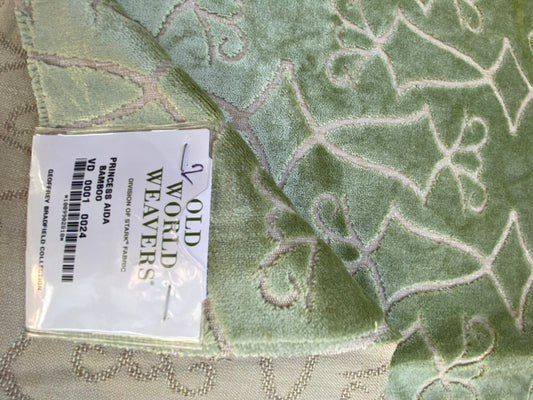 OLD
WORLD
WEAVERS®
DIVISION OF STARK® FABRIC
PRINCESS AIDA
BAMBOO
VD 0001 0024
GEOFFREY BRADFIELD COLLECTION